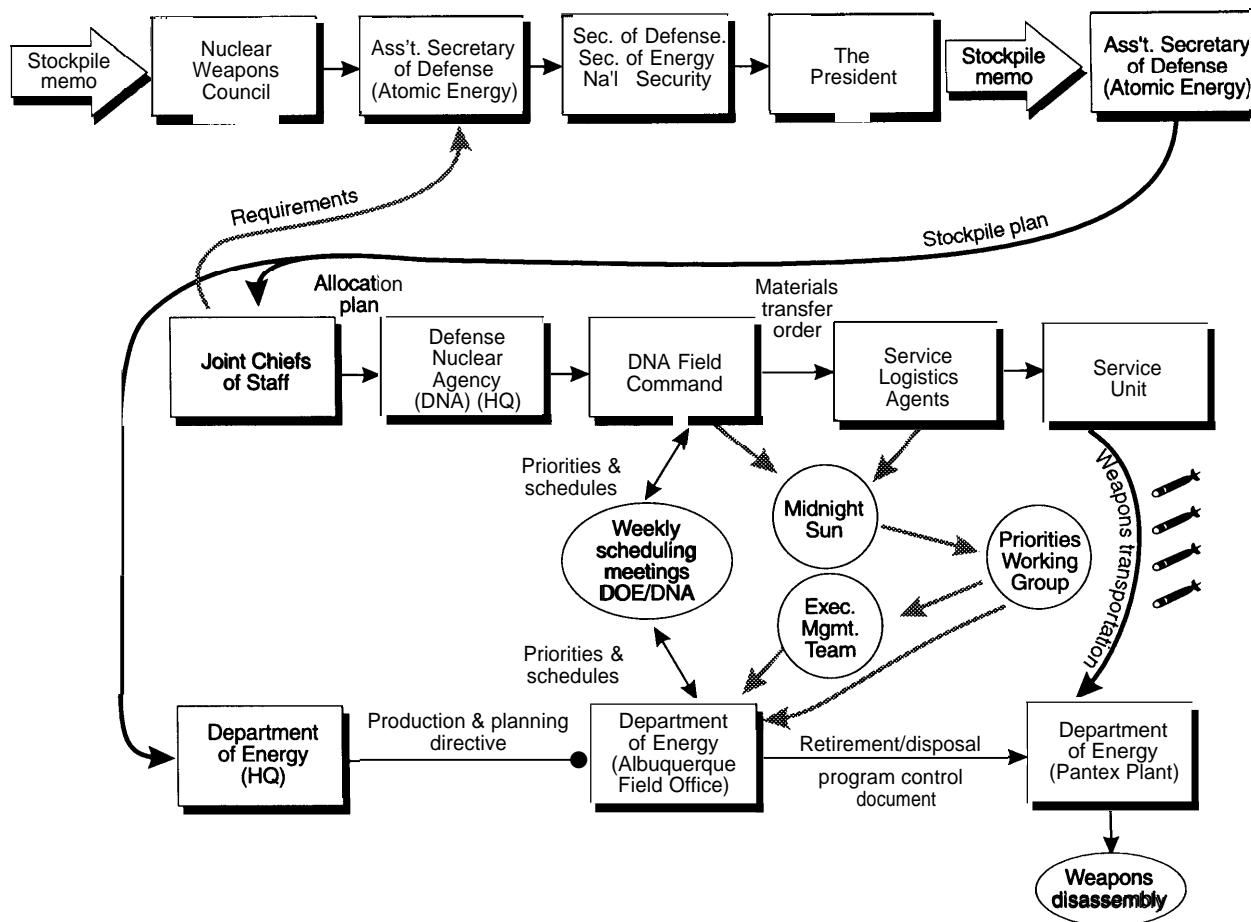 Stockpile
memo
Nuclear
Weapons
Council
Ass't. Secretary
of Defense
(Atomic Energy)
Sec. of Defense.
Sec. of Energy
Na'l Security
The
President
Stockpile
memo
Ass't. Secretary
of Defense
(Atomic Energy)
Requirements
Stockpile plan
Allocation
plan
Materials
transfer
order
Joint Chiefs
of Staff
Defense
Nuclear
Agency
(DNA) (HQ)
DNA Field
Command
Service
Logistics
Agents
Service
Unit
Priorities &
schedules
Weekly
scheduling
meetings
DOE/DNA
Midnight
Sun
Priorities
Working
Group
Exec.
Mgmt.
Team
Weapons transportation
Priorities &
schedules
Department
of Energy
(HQ)
Production & planning
directive
Department
of Energy
(Albuquerque
Field Office)
Retirement/disposal
program control
document
Department
of Energy
(Pantex Plant)
Weapons
disassembly